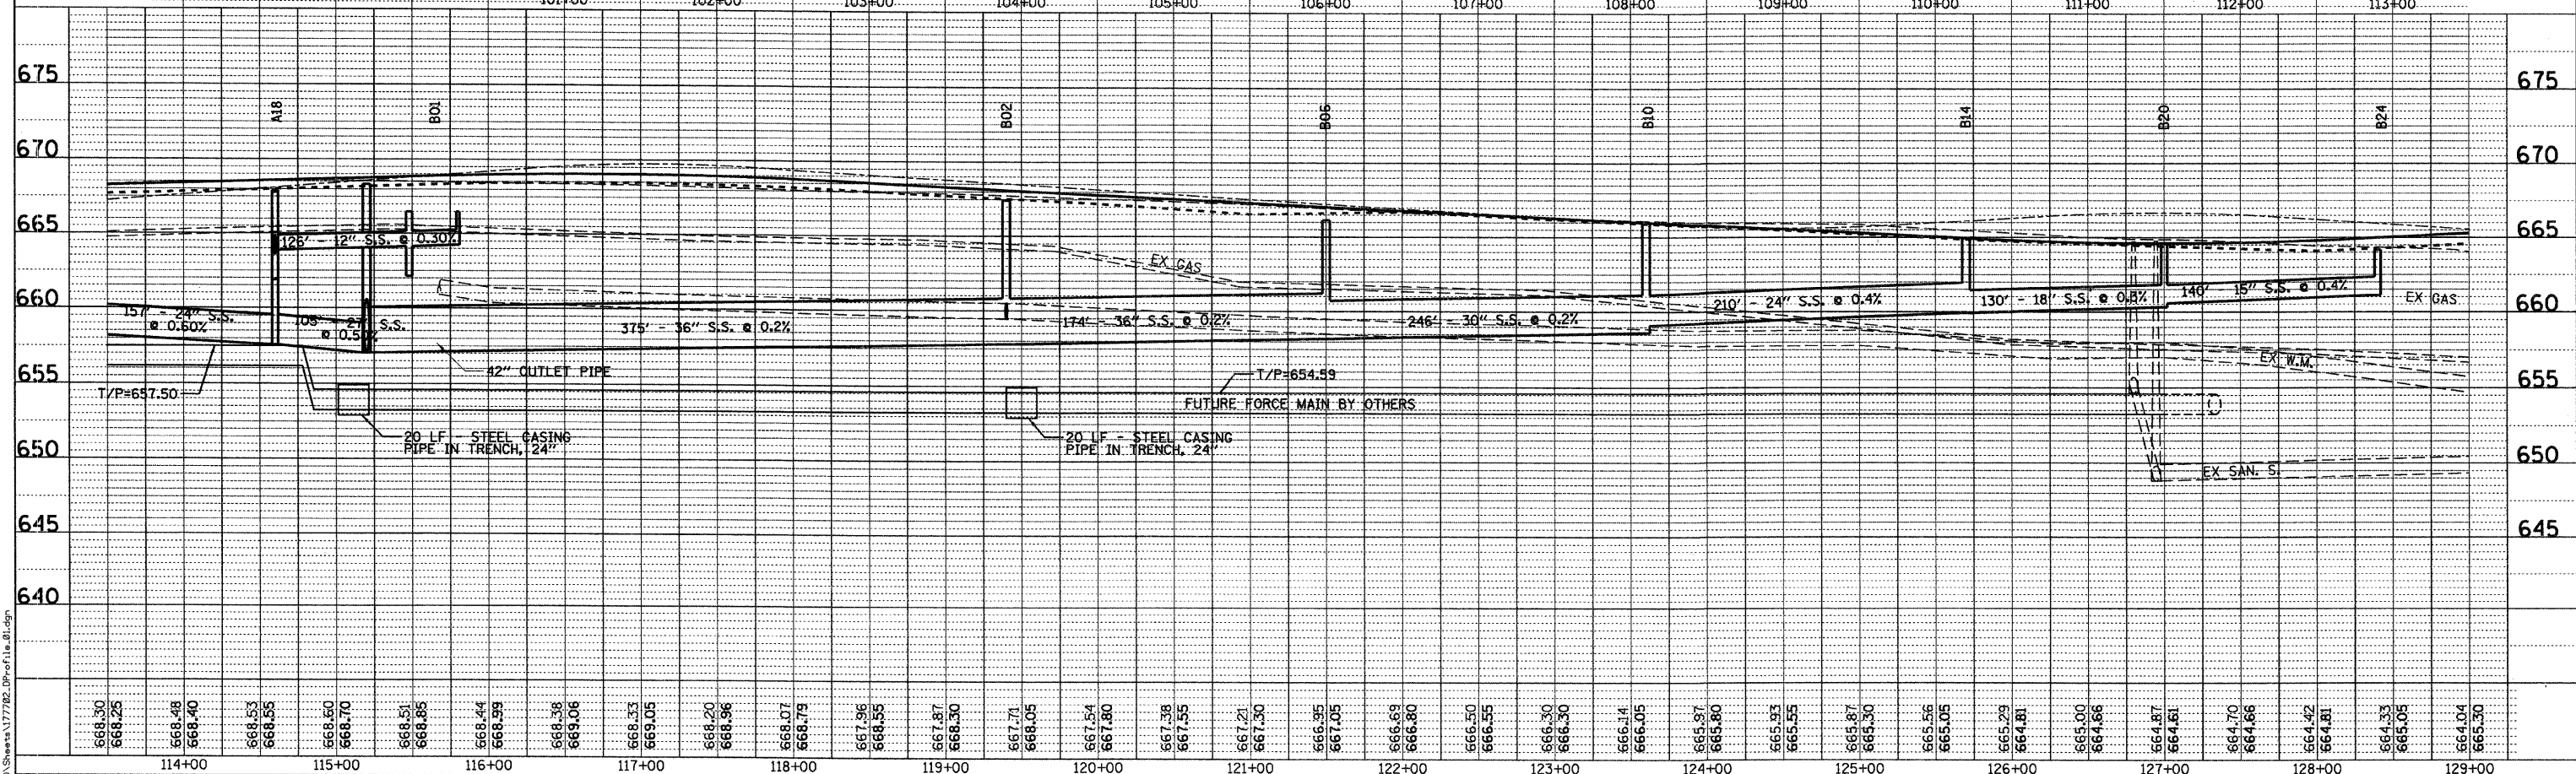 101+00 102+00 103+00 104+00 105+00 106+00 107+00 108+00 109+00 110+00 111+00 112+00 113+00
675 675
A18 B01 B02 B06 B10 B14 B20 B24
670 670
665 665
126' - 12" S.S. @ 0.30%
EX GAS
660 660
157' - 24" S.S.
@ 0.60%
105' - 27" S.S.
375' - 36" S.S. @ 0.2%
174' - 36" S.S. @ 0.2%
246' - 30" S.S. @ 0.2%
210' - 24" S.S. @ 0.4%
130' - 18" S.S. @
140' - 15" S.S. @ 0.4%
EX GAS
42" OUTLET PIPE
EX W.M.
655 655
T/P=657.50
T/P=654.59
FUTURE FORCE MAIN BY OTHERS
20 LF - STEEL CASING
PIPE IN TRENCH, 24"
20 LF - STEEL CASING
PIPE IN TRENCH, 24"
650 650
EX SAN. S.
645 645
640
668.30 668.25
668.48 668.40
668.53 668.55
668.60 668.70
668.51 668.85
668.44 668.99
668.38 669.06
668.33 669.05
668.20 668.96
668.07 668.79
667.96 668.55
667.87 668.30
667.71 668.05
667.54 667.80
667.38 667.55
667.21 667.30
666.95 667.05
666.69 666.80
666.50 666.55
666.30 666.30
666.14 666.05
665.97 665.80
665.93 665.55
665.87 665.30
665.56 665.05
665.29 664.81
665.00 664.66
664.87 664.61
664.70 664.66
664.42 664.81
664.33 665.05
664.04 665.30
114+00 115+00 116+00 117+00 118+00 119+00 120+00 121+00 122+00 123+00 124+00 125+00 126+00 127+00 128+00 129+00